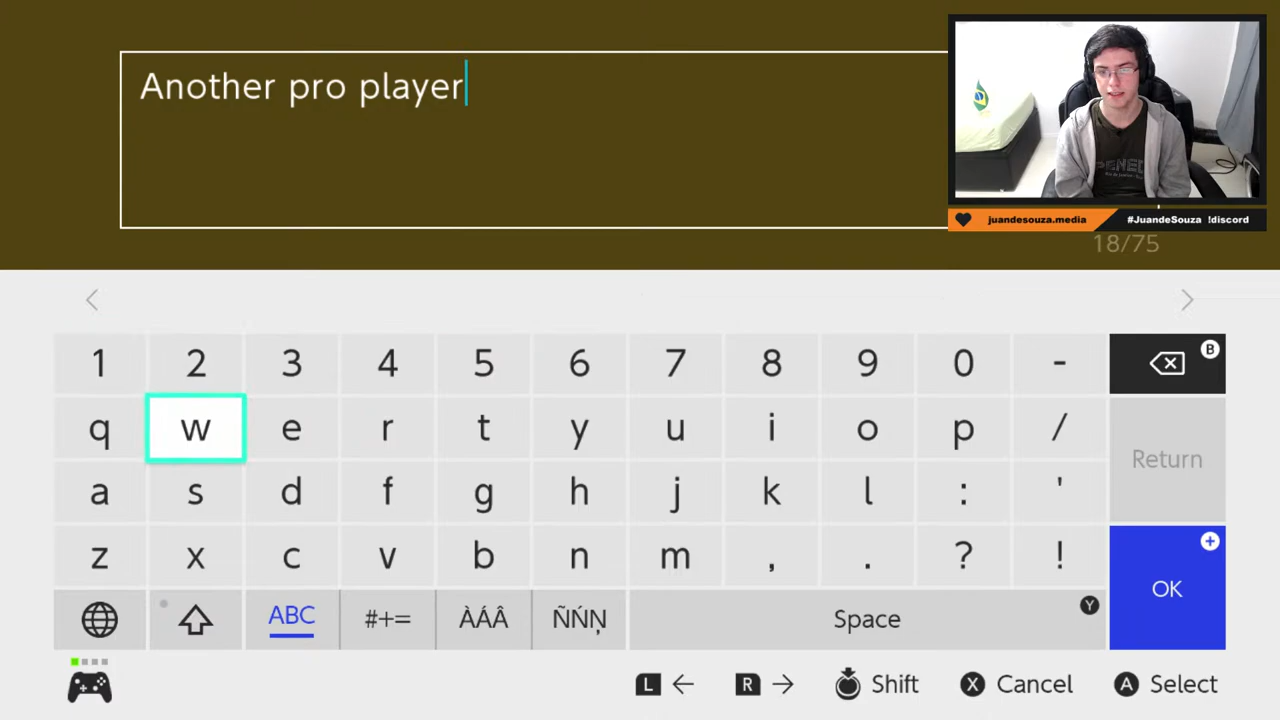 Another pro player
juandesouza.media
#JuandeSouza !discord
18/75
1 2 3 4 5 6 7 8 9 0 - B
q w e r t y u i o p /
Return
a s d f g h j k l : '
z x c v b n m , . ? ! +
OK
ABC #+= ÀÁÂ ÑŃŅ Space Y
L ← R → Shift X Cancel A Select